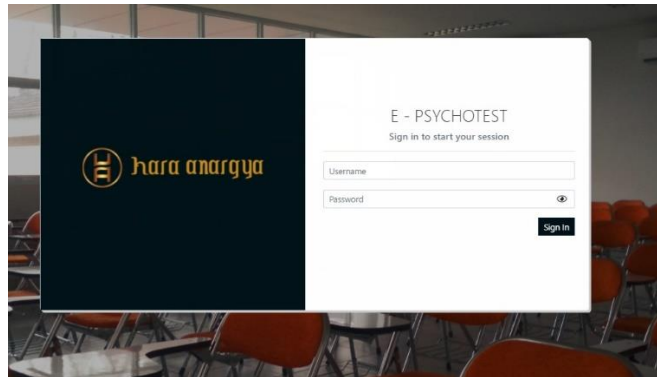 hara anargya
E - PSYCHOTEST
Sign in to start your session
Username
Password
Sign In